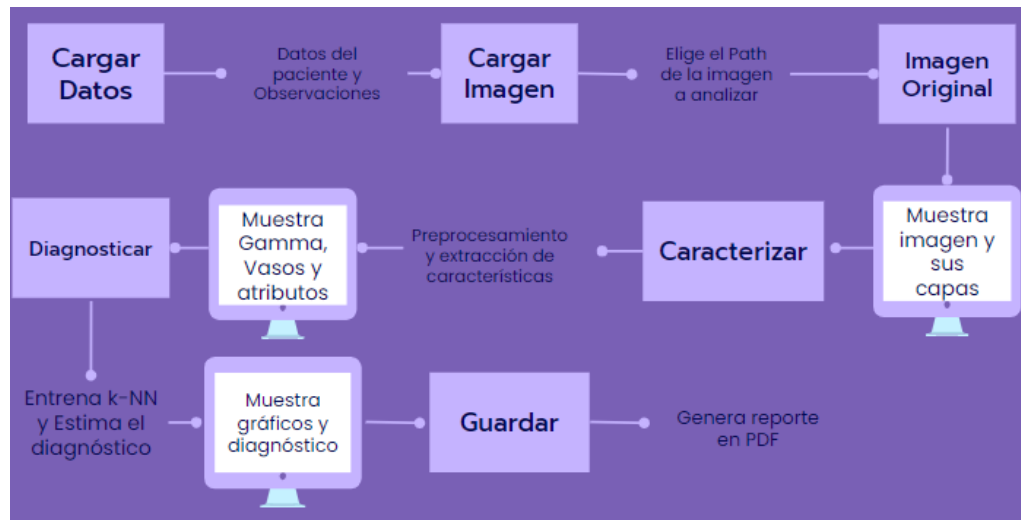 Cargar
Datos
Datos del
paciente y
Observaciones
Cargar
Imagen
Elige el Path
de la imagen
a analizar
Imagen
Original
Muestra
imagen y
sus
capas
Caracterizar
Preprocesamiento
y extracción de
características
Muestra
Gamma,
Vasos y
atributos
Diagnosticar
Entrena k-NN
y Estima el
diagnóstico
Muestra
gráficos y
diagnóstico
Guardar
Genera reporte
en PDF